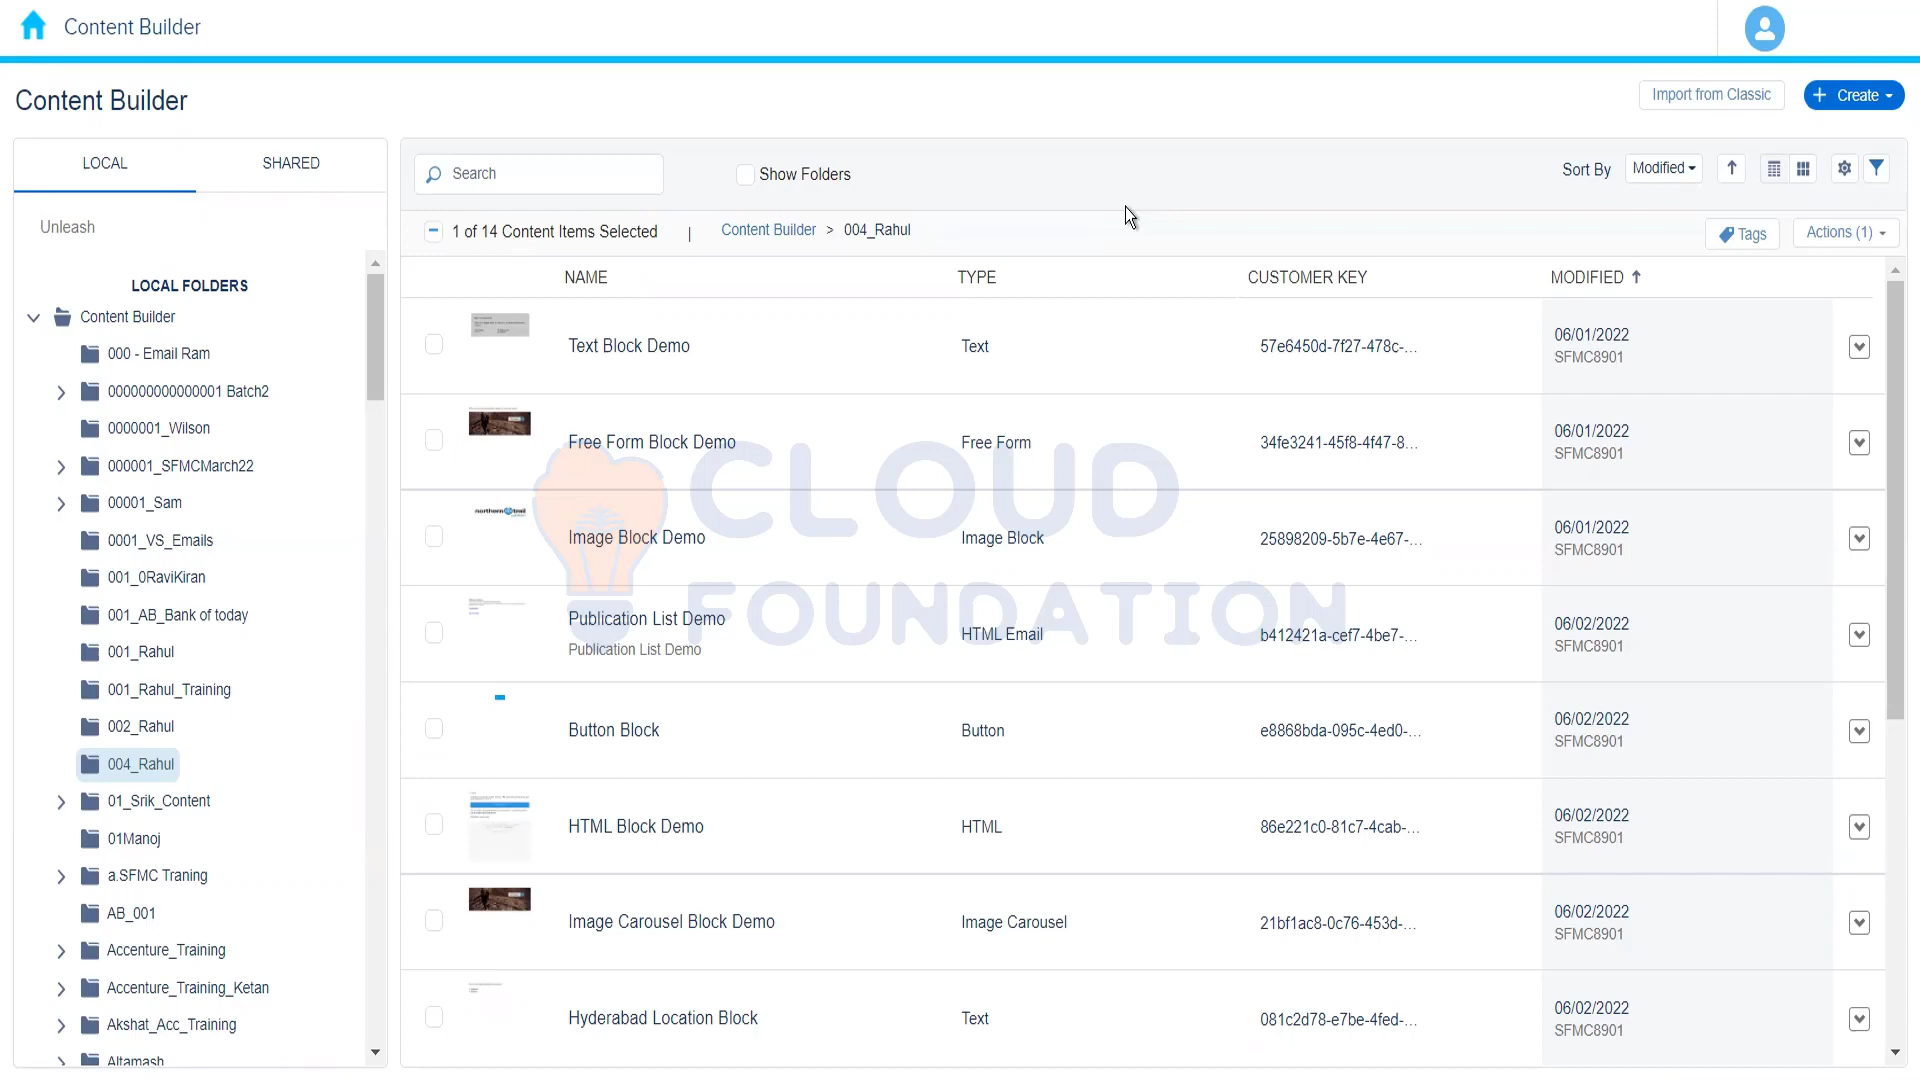 Content Builder
Content Builder
Import from Classic
+ Create
LOCAL
SHARED
Unleash
LOCAL FOLDERS
Content Builder
000 - Email Ram
000000000000001 Batch2
0000001_Wilson
000001_SFMCMarch22
00001_Sam
0001_VS_Emails
001_0RaviKiran
001_AB_Bank of today
001_Rahul
001_Rahul_Training
002_Rahul
004_Rahul
01_Srik_Content
01Manoj
a.SFMC Traning
AB_001
Accenture_Training
Accenture_Training_Ketan
Akshat_Acc_Training
Altamash
Search
Show Folders
Sort By
Modified
1 of 14 Content Items Selected
|
Content Builder > 004_Rahul
Tags
Actions (1)
NAME TYPE CUSTOMER KEY MODIFIED
Text Block Demo Text 57e6450d-7f27-478c-... 06/01/2022
SFMC8901
Free Form Block Demo Free Form 34fe3241-45f8-4f47-8... 06/01/2022
SFMC8901
northern trail
Image Block Demo Image Block 25898209-5b7e-4e67-... 06/01/2022
SFMC8901
Publication List Demo HTML Email b412421a-cef7-4be7-... 06/02/2022
Publication List Demo SFMC8901
Button Block Button e8868bda-095c-4ed0-... 06/02/2022
SFMC8901
HTML Block Demo HTML 86e221c0-81c7-4cab-... 06/02/2022
SFMC8901
Image Carousel Block Demo Image Carousel 21bf1ac8-0c76-453d-... 06/02/2022
SFMC8901
Hyderabad Location Block Text 081c2d78-e7be-4fed-... 06/02/2022
SFMC8901
CLOUD
FOUNDATION